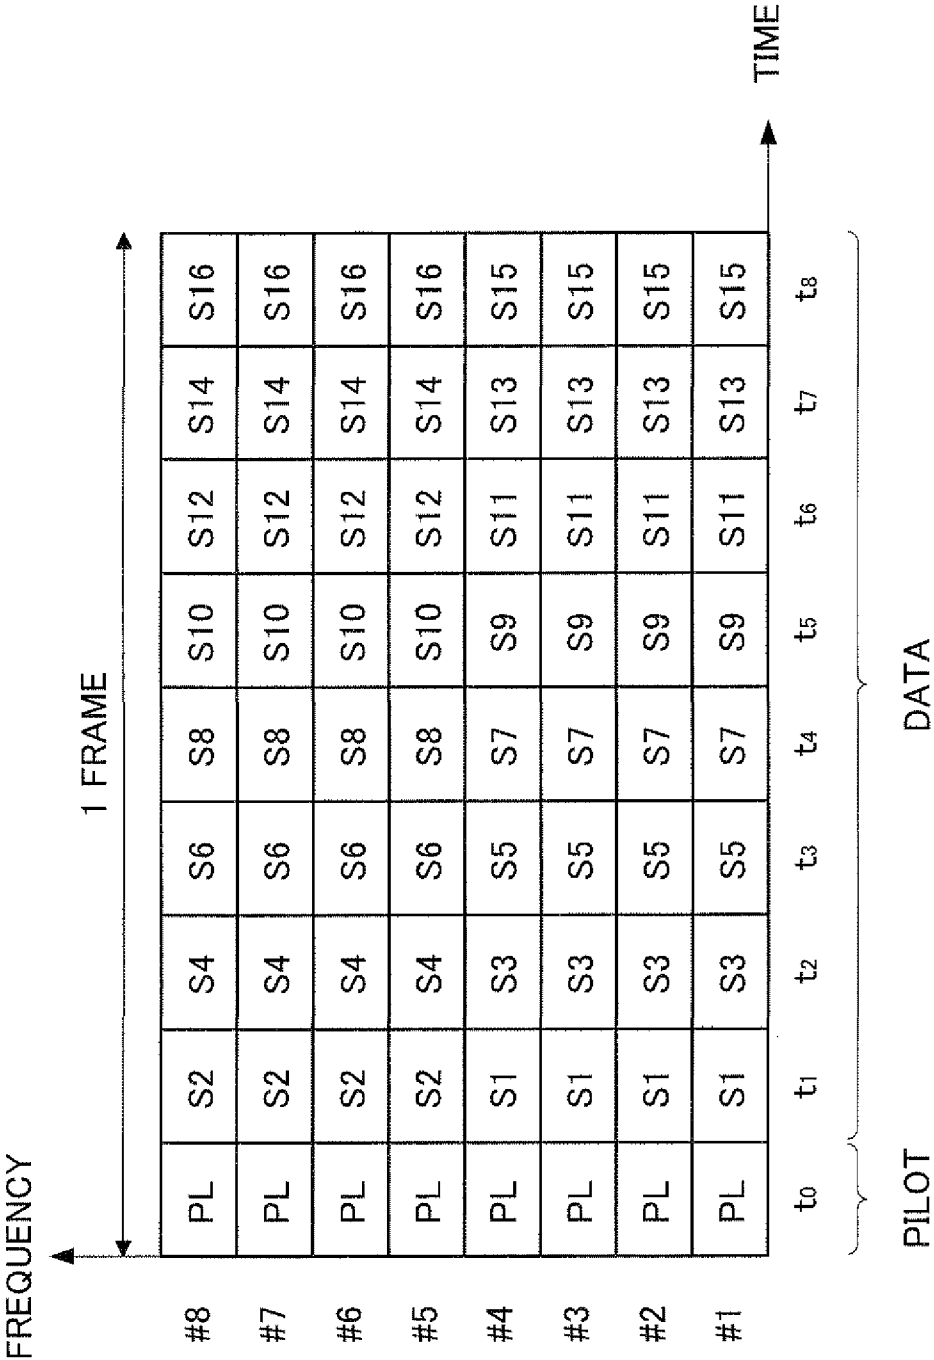 FREQUENCY
1 FRAME
#8 PL S2 S4 S6 S8 S10 S12 S14 S16
#7 PL S2 S4 S6 S8 S10 S12 S14 S16
#6 PL S2 S4 S6 S8 S10 S12 S14 S16
#5 PL S2 S4 S6 S8 S10 S12 S14 S16
#4 PL S1 S3 S5 S7 S9 S11 S13 S15
#3 PL S1 S3 S5 S7 S9 S11 S13 S15
#2 PL S1 S3 S5 S7 S9 S11 S13 S15
#1 PL S1 S3 S5 S7 S9 S11 S13 S15
TIME
t0 t1 t2 t3 t4 t5 t6 t7 t8
PILOT DATA